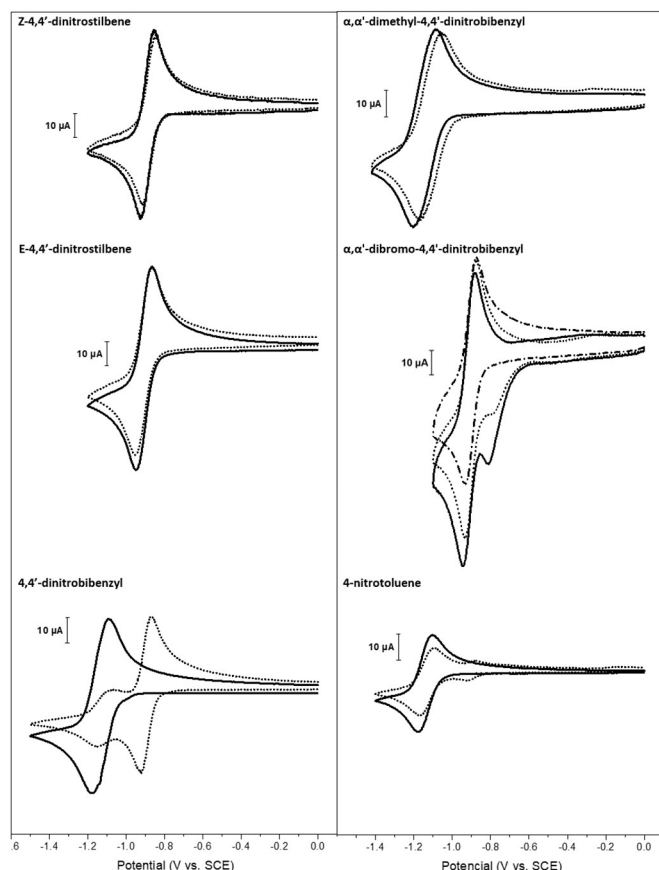 Z-4,4'-dinitrostilbene
10 µA
E-4,4'-dinitrostilbene
10 µA
4,4'-dinitrobibenzyl
10 µA
.6 -1.4 -1.2 -1.0 -0.8 -0.6 -0.4 -0.2 0.0
Potential (V vs. SCE)
α,α'-dimethyl-4,4'-dinitrobibenzyl
10 µA
α,α'-dibromo-4,4'-dinitrobibenzyl
10 µA
4-nitrotoluene
10 µA
-1.4 -1.2 -1.0 -0.8 -0.6 -0.4 -0.2 0.0
Potencial (V vs. SCE)